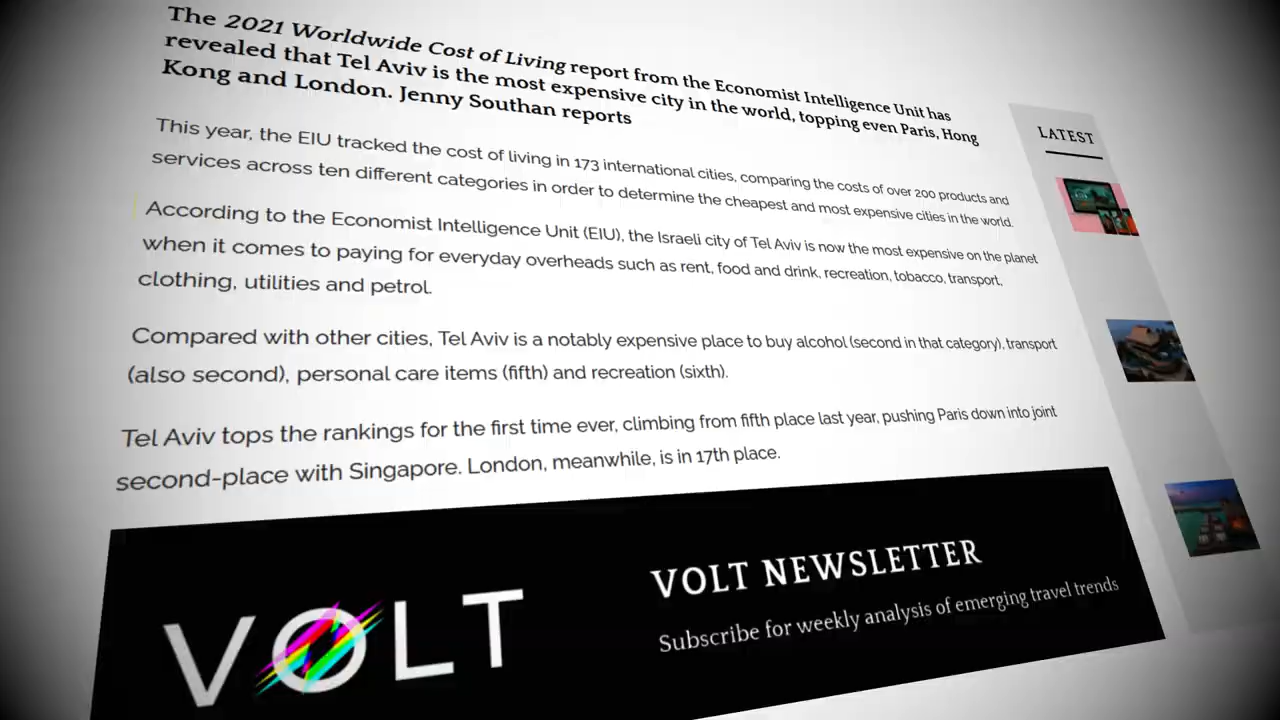 The 2021 Worldwide Cost of Living report from the Economist Intelligence Unit has
revealed that Tel Aviv is the most expensive city in the world, topping even Paris, Hong
Kong and London. Jenny Southan reports
This year, the EIU tracked the cost of living in 173 international cities, comparing the costs of over 200 products and
services across ten different categories in order to determine the cheapest and most expensive cities in the world.
According to the Economist Intelligence Unit (EIU), the Israeli city of Tel Aviv is now the most expensive on the planet
when it comes to paying for everyday overheads such as rent, food and drink, recreation, tobacco, transport,
clothing, utilities and petrol.
Compared with other cities, Tel Aviv is a notably expensive place to buy alcohol (second in that category), transport
(also second), personal care items (fifth) and recreation (sixth).
Tel Aviv tops the rankings for the first time ever, climbing from fifth place last year, pushing Paris down into joint
second-place with Singapore. London, meanwhile, is in 17th place.
LATEST
VOLT
VOLT NEWSLETTER
Subscribe for weekly analysis of emerging travel trends